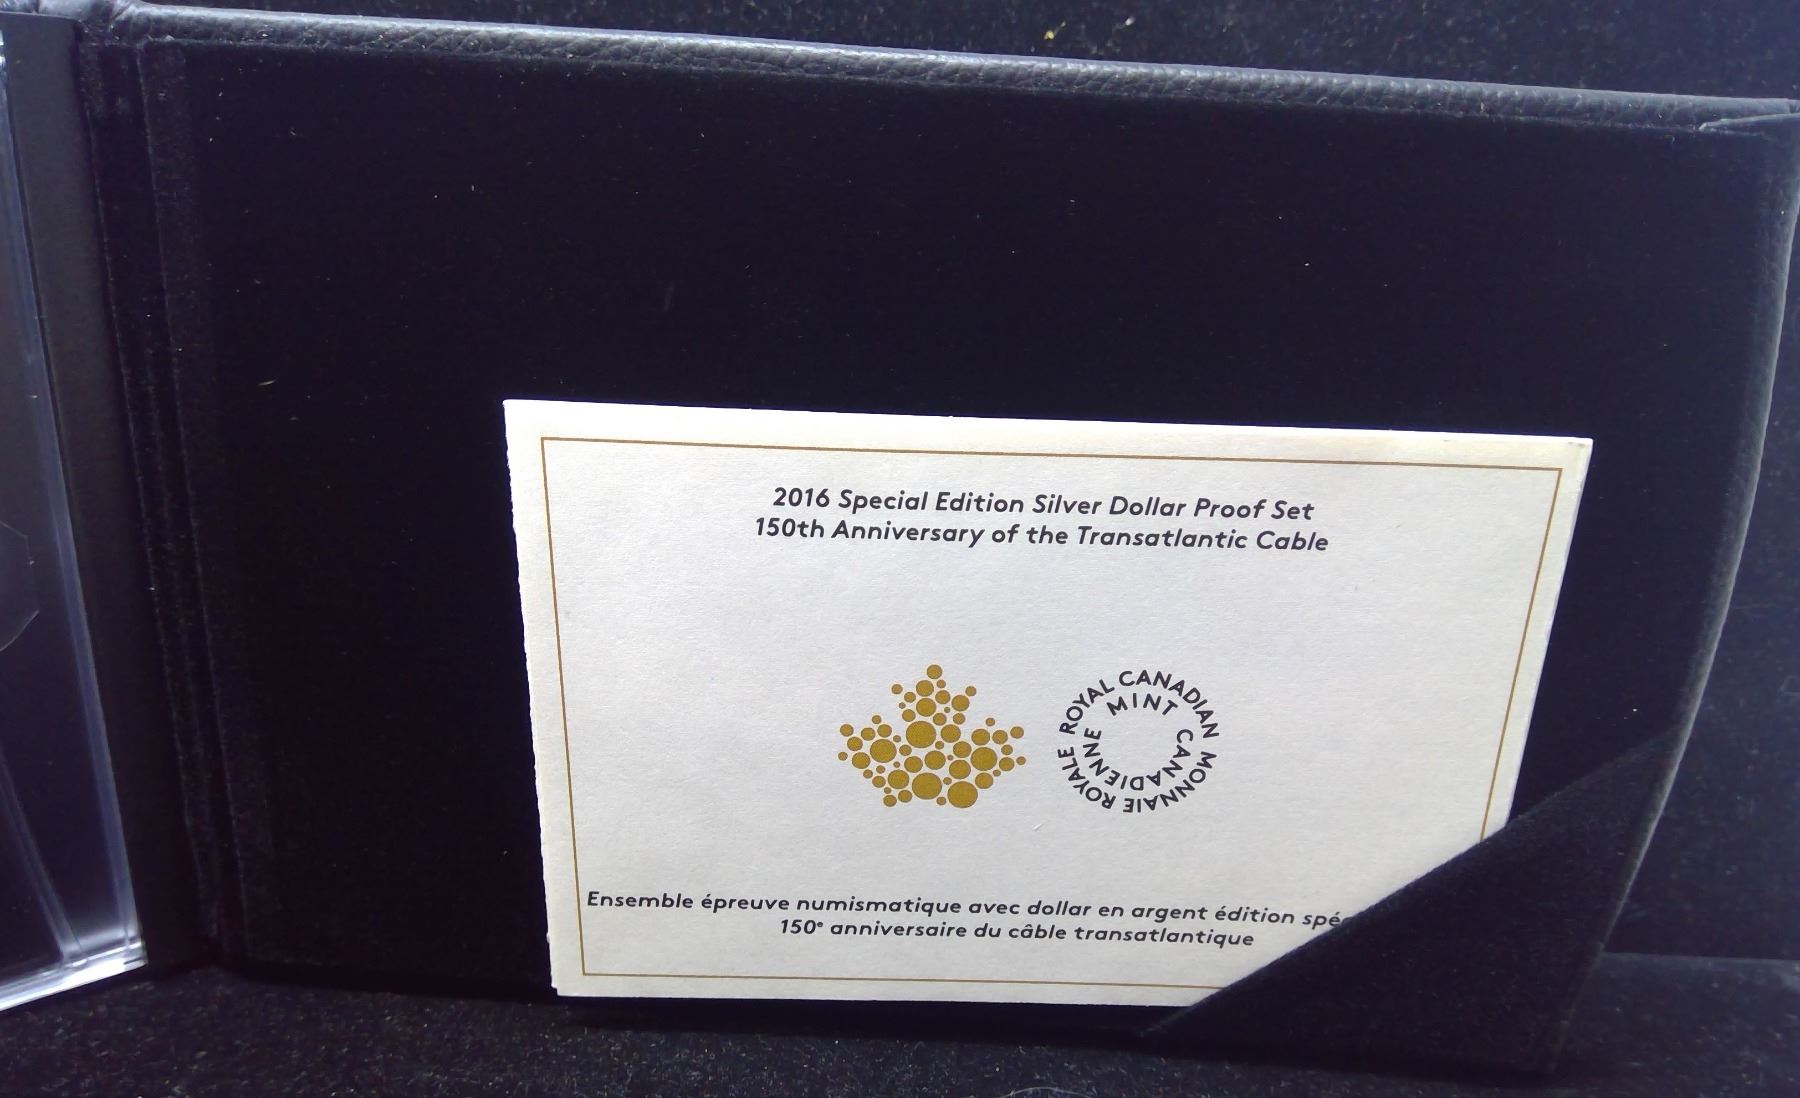 2016 Special Edition Silver Dollar Proof Set
150th Anniversary of the Transatlantic Cable
ROYAL CANADIAN MINT
MONNAIE ROYALE CANADIENNE
Ensemble épreuve numismatique avec dollar en argent édition
150e anniversaire du câble transatlantique